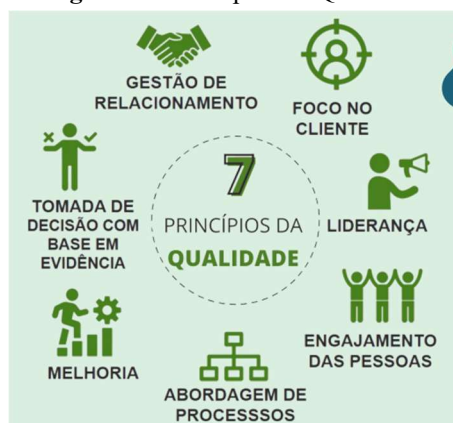 GESTÃO DE
RELACIONAMENTO
FOCO NO
CLIENTE
TOMADA DE
DECISÃO COM
BASE EM
EVIDÊNCIA
7
PRINCÍPIOS DA
QUALIDADE
LIDERANÇA
ENGAJAMENTO
DAS PESSOAS
MELHORIA
ABORDAGEM DE
PROCESSSOS